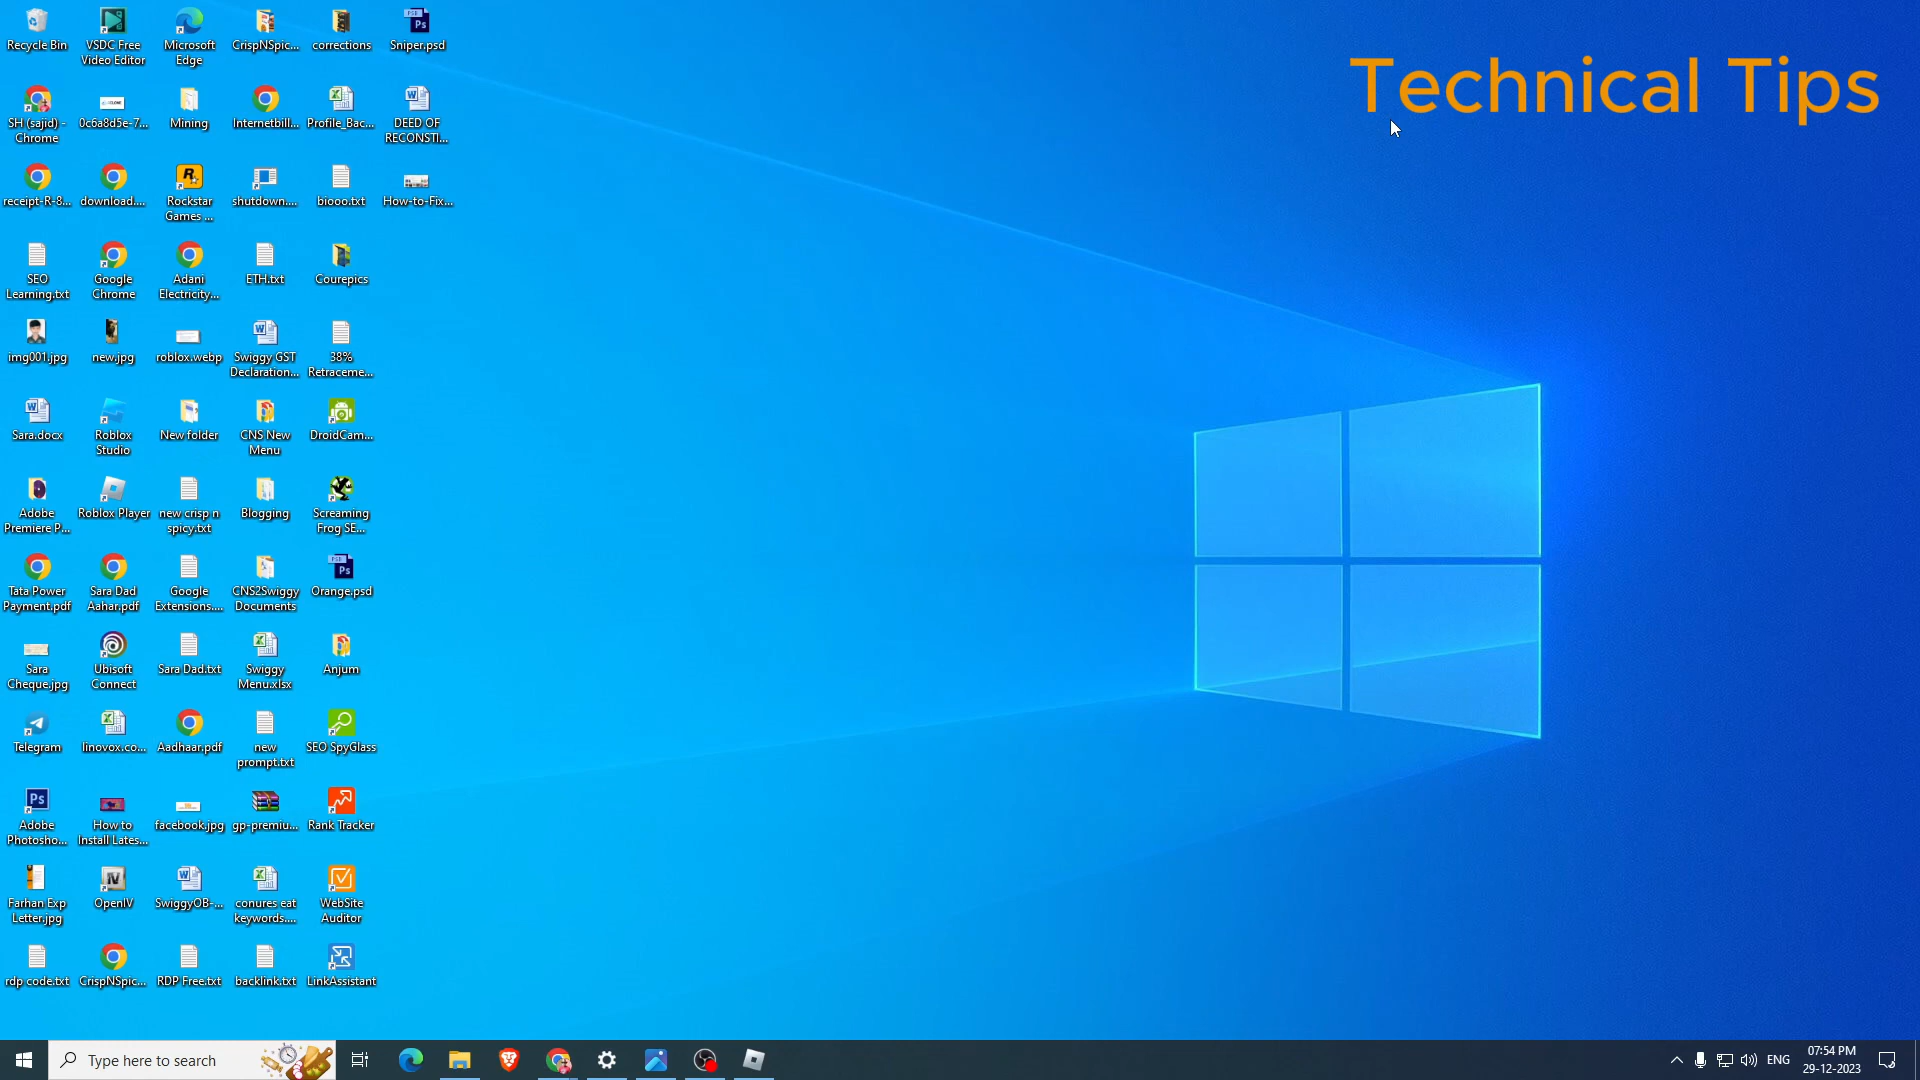 Technical Tips
Recycle Bin
VSDC Free
Video Editor
Microsoft
Edge
CrispNSpic...
corrections
Sniper.psd
SH (sajid) -
Chrome
0c6a8d5e-7...
Mining
Internetbill...
Profile_Bac...
DEED OF
RECONSTI...
receipt-R-8...
download....
Rockstar
Games ...
shutdown....
biooo.txt
How-to-Fix...
SEO
Learning.txt
Google
Chrome
Adani
Electricity...
ETH.txt
Courepics
img001.jpg
new.jpg
roblox.webp
Swiggy GST
Declaration...
38%
Retraceme...
Sara.docx
Roblox
Studio
New folder
CNS New
Menu
DroidCam...
Adobe
Premiere P...
Roblox Player
new crisp n
spicy.txt
Blogging
Screaming
Frog SE...
Tata Power
Payment.pdf
Sara Dad
Aahar.pdf
Google
Extensions....
CNS2Swiggy
Documents
Orange.psd
Sara
Cheque.jpg
Ubisoft
Connect
Sara Dad.txt
Swiggy
Menu.xlsx
Anjum
Telegram
linovox.co...
Aadhaar.pdf
new
prompt.txt
SEO SpyGlass
Adobe
Photosho...
How to
Install Lates...
facebook.jpg
gp-premiu...
Rank Tracker
Farhan Exp
Letter.jpg
OpenIV
SwiggyOB-...
conures eat
keywords....
WebSite
Auditor
rdp code.txt
CrispNSpic...
RDP Free.txt
backlink.txt
LinkAssistant
Type here to search
ENG
07:54 PM
29-12-2023